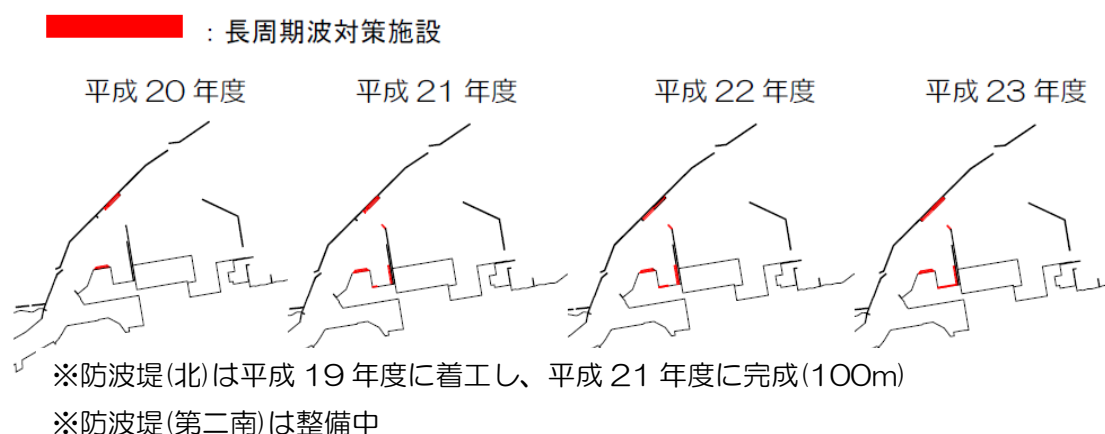 ：長周期波対策施設
平成 20 年度
平成 21 年度
平成 22 年度
平成 23 年度
※防波堤(北)は平成 19 年度に着工し、平成 21 年度に完成(100m)
※防波堤(第二南)は整備中